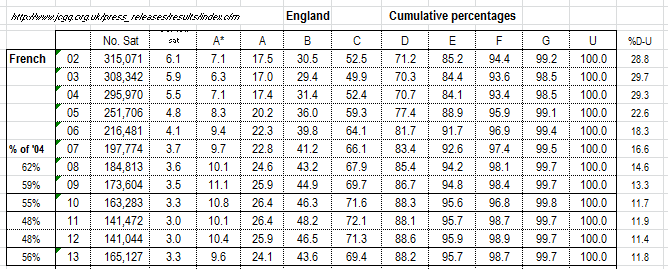 http://www.jcgq.org.uk/press_releases/results/index.cfm England Cumulative percentages
No. Sat sat A* A B C D E F G U %D-U
French 02 315,071 6.1 7.1 17.5 30.5 52.5 71.2 85.2 94.4 99.2 100.0 28.8
03 308,342 5.9 6.3 17.0 29.4 49.9 70.3 84.4 93.6 98.5 100.0 29.7
04 295,970 5.5 7.1 17.4 31.4 52.4 70.7 84.1 93.4 98.5 100.0 29.3
05 251,706 4.8 8.3 20.2 36.0 59.3 77.4 88.9 95.9 99.1 100.0 22.6
06 216,481 4.1 9.4 22.3 39.8 64.1 81.7 91.7 96.9 99.4 100.0 18.3
% of '04 07 197,774 3.7 9.7 22.8 41.2 66.1 83.4 92.6 97.4 99.5 100.0 16.6
62% 08 184,813 3.6 10.1 24.6 43.2 67.9 85.4 94.2 98.1 99.7 100.0 14.6
59% 09 173,604 3.5 11.1 25.9 44.9 69.7 86.7 94.8 98.4 99.7 100.0 13.3
55% 10 163,283 3.3 10.8 26.4 46.3 71.6 88.3 95.6 96.8 99.8 100.0 11.7
48% 11 141,472 3.0 10.1 26.4 48.2 72.1 88.1 95.7 98.7 99.7 100.0 11.9
48% 12 141,044 3.0 10.4 25.9 46.5 71.3 88.6 95.9 98.9 99.7 100.0 11.4
56% 13 165,127 3.3 9.6 24.1 43.6 69.4 88.2 95.7 98.7 99.7 100.0 11.8